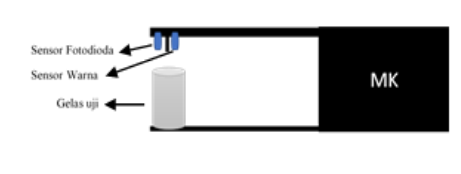 Sensor Fotodioda
Sensor Warna
Gelas uji
MK